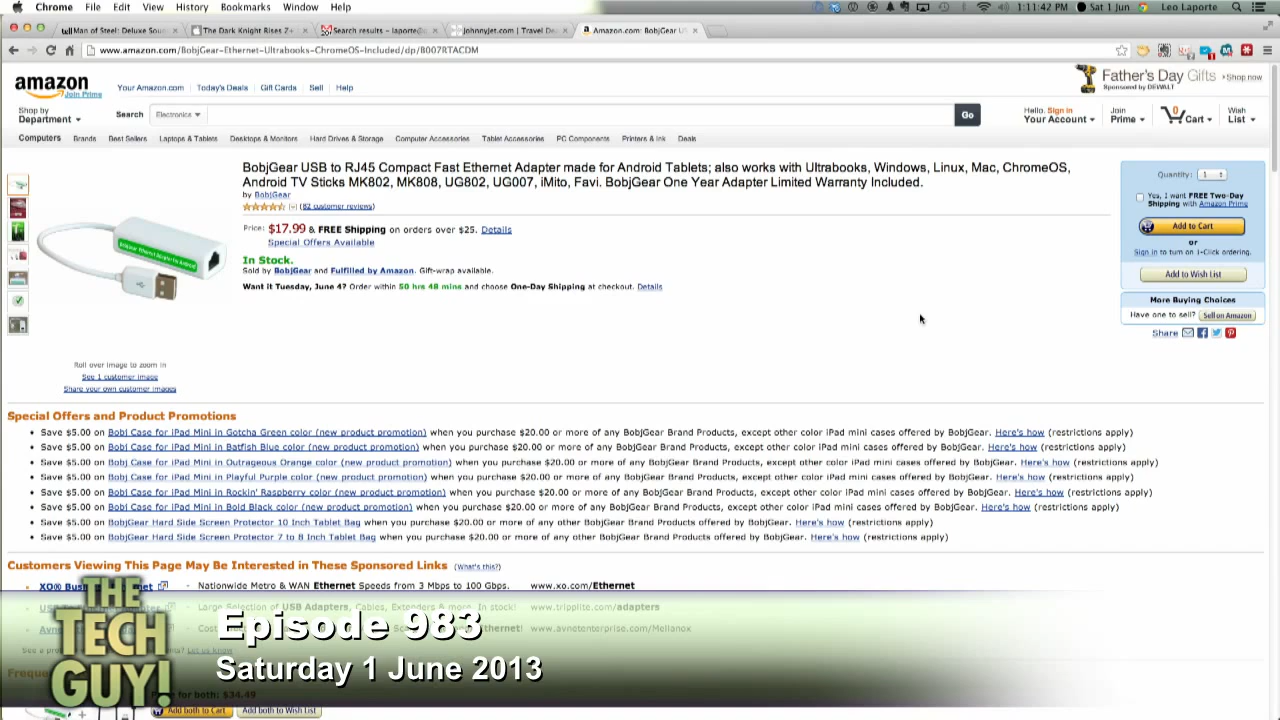 Chrome File Edit View History Bookmarks Window Help 1:11:42 PM Sat 1 Jun Leo Laporte
Man of Steel: Deluxe Sou The Dark Knight Rises Z+ Search results - laporte@c johnnyjet.com | Travel De Amazon.com: BobjGear U
www.amazon.com/BobjGear-Ethernet-Ultrabooks-ChromeOS-Included/dp/B007RTACDM
amazon
Join Prime
Your Amazon.com Today's Deals Gift Cards Sell Help
Father's Day Gifts Shop now
Sponsored by DEWALT
Shop by
Department
Search Electronics Go
Hello. Sign in
Your Account
Join
Prime
0
Cart
Wish
List
Computers Brands Best Sellers Laptops & Tablets Desktops & Monitors Hard Drives & Storage Computer Accessories Tablet Accessories PC Components Printers & Ink Deals
BobjGear USB to RJ45 Compact Fast Ethernet Adapter made for Android Tablets; also works with Ultrabooks, Windows, Linux, Mac, ChromeOS,
Android TV Sticks MK802, MK808, UG802, UG007, iMito, Favi. BobjGear One Year Adapter Limited Warranty Included.
by BobjGear
(82 customer reviews)
Price: $17.99 & FREE Shipping on orders over $25. Details
Special Offers Available
In Stock.
Sold by BobjGear and Fulfilled by Amazon. Gift-wrap available.
Want it Tuesday, June 4? Order within 50 hrs 48 mins and choose One-Day Shipping at checkout. Details
Quantity: 1
Yes, I want FREE Two-Day
Shipping with Amazon Prime
Add to Cart
or
Sign in to turn on 1-Click ordering.
Add to Wish List
More Buying Choices
Have one to sell? Sell on Amazon
Share
Roll over image to zoom in
See 1 customer image
Share your own customer images
Special Offers and Product Promotions
• Save $5.00 on Bobj Case for iPad Mini in Gotcha Green color (new product promotion) when you purchase $20.00 or more of any BobjGear Brand Products, except other color iPad mini cases offered by BobjGear. Here's how (restrictions apply)
• Save $5.00 on Bobj Case for iPad Mini in Batfish Blue color (new product promotion) when you purchase $20.00 or more of any BobjGear Brand Products, except other color iPad mini cases offered by BobjGear. Here's how (restrictions apply)
• Save $5.00 on Bobj Case for iPad Mini in Outrageous Orange color (new product promotion) when you purchase $20.00 or more of any BobjGear Brand Products, except other color iPad mini cases offered by BobjGear. Here's how (restrictions apply)
• Save $5.00 on Bobj Case for iPad Mini in Playful Purple color (new product promotion) when you purchase $20.00 or more of any BobjGear Brand Products, except other color iPad mini cases offered by BobjGear. Here's how (restrictions apply)
• Save $5.00 on Bobj Case for iPad Mini in Rockin' Raspberry color (new product promotion) when you purchase $20.00 or more of any BobjGear Brand Products, except other color iPad mini cases offered by BobjGear. Here's how (restrictions apply)
• Save $5.00 on Bobj Case for iPad Mini in Bold Black color (new product promotion) when you purchase $20.00 or more of any BobjGear Brand Products, except other color iPad mini cases offered by BobjGear. Here's how (restrictions apply)
• Save $5.00 on BobjGear Hard Side Screen Protector 10 Inch Tablet Bag when you purchase $20.00 or more of any other BobjGear Brand Products offered by BobjGear. Here's how (restrictions apply)
• Save $5.00 on BobjGear Hard Side Screen Protector 7 to 8 Inch Tablet Bag when you purchase $20.00 or more of any other BobjGear Brand Products offered by BobjGear. Here's how (restrictions apply)
Customers Viewing This Page May Be Interested in These Sponsored Links (What's this?)
XO® - Nationwide Metro & WAN Ethernet Speeds from 3 Mbps to 100 Gbps. www.xo.com/Ethernet
- Large Selection of USB Adapters, Cables, Extenders & more. In stock! www.tripplite.com/adapters
www.avnetenterprise.com/Mellanox
THE
TECH
GUY!
Episode 983
Saturday 1 June 2013
for both: $34.49
Add both to Cart Add both to Wish List